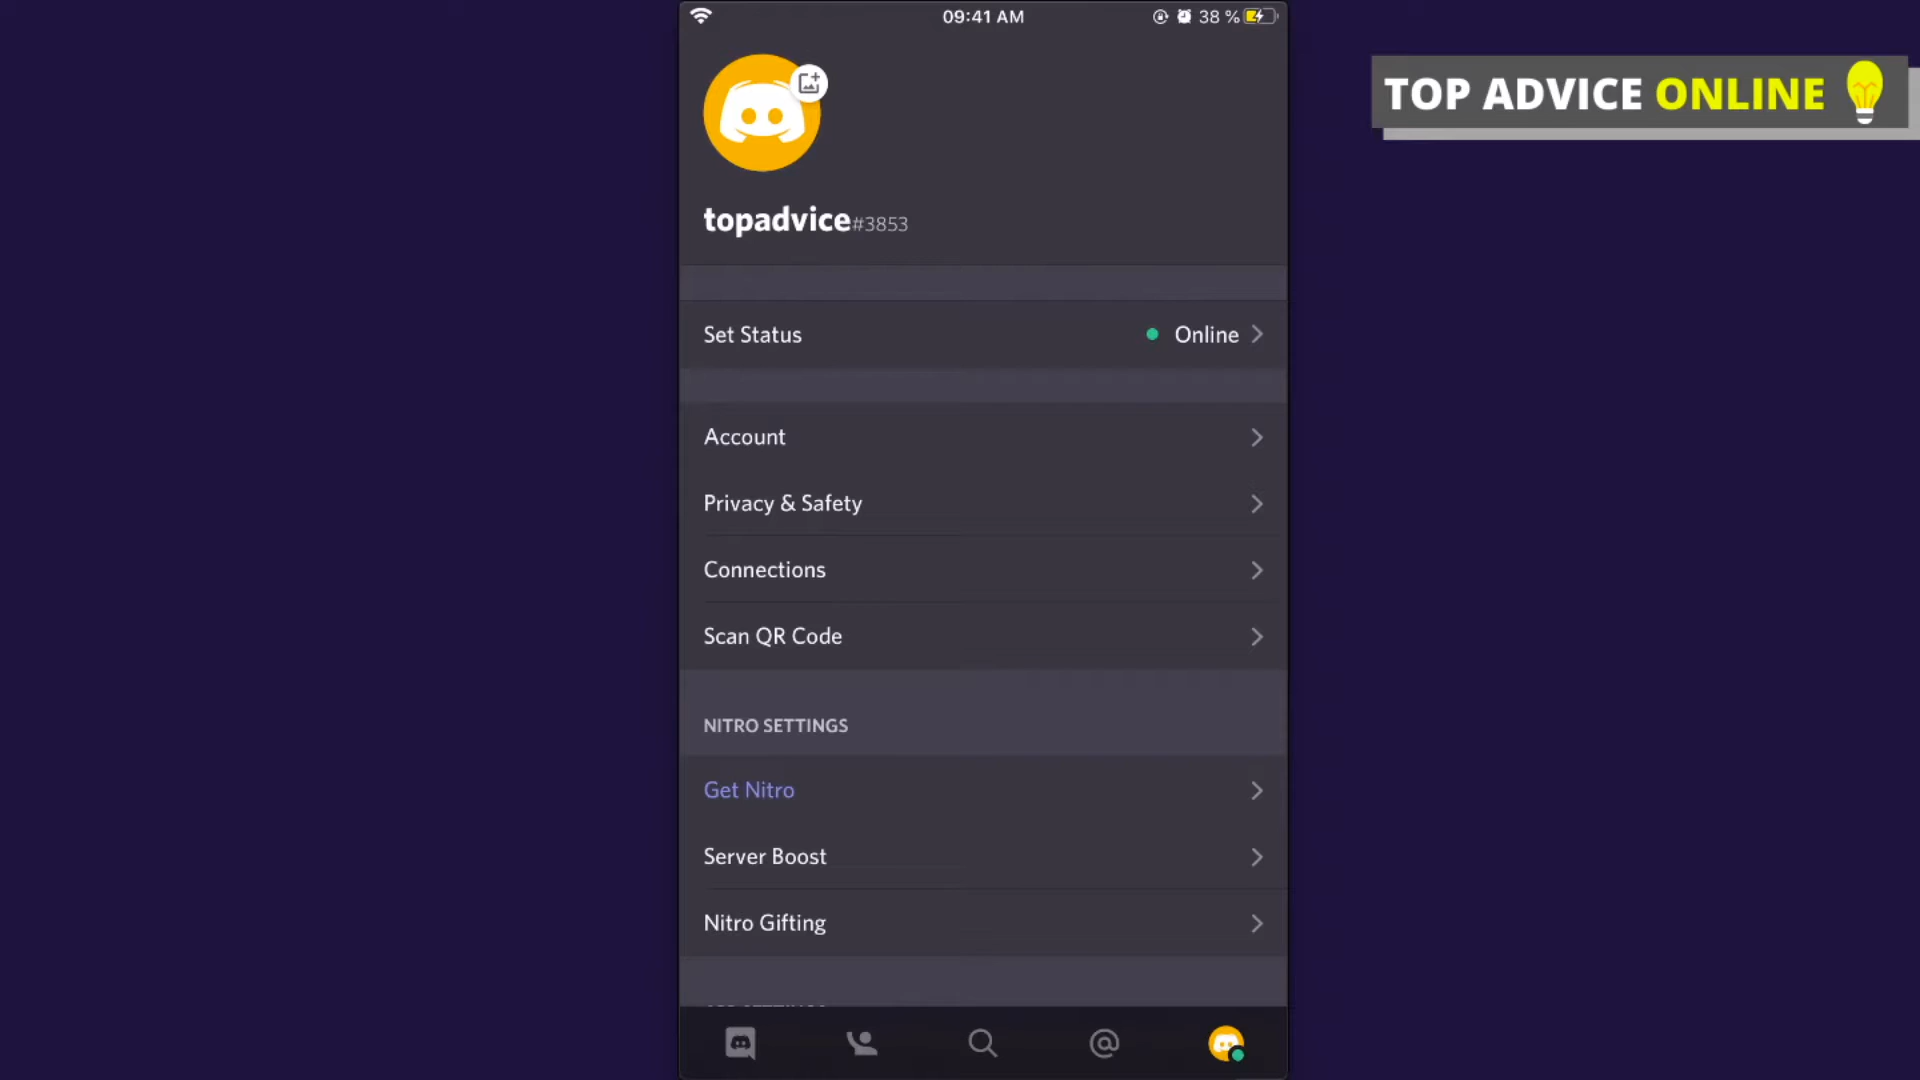 09:41 AM
38 %
TOP ADVICE ONLINE
topadvice#3853
Set Status
Online
Account
Privacy & Safety
Connections
Scan QR Code
NITRO SETTINGS
Get Nitro
Server Boost
Nitro Gifting